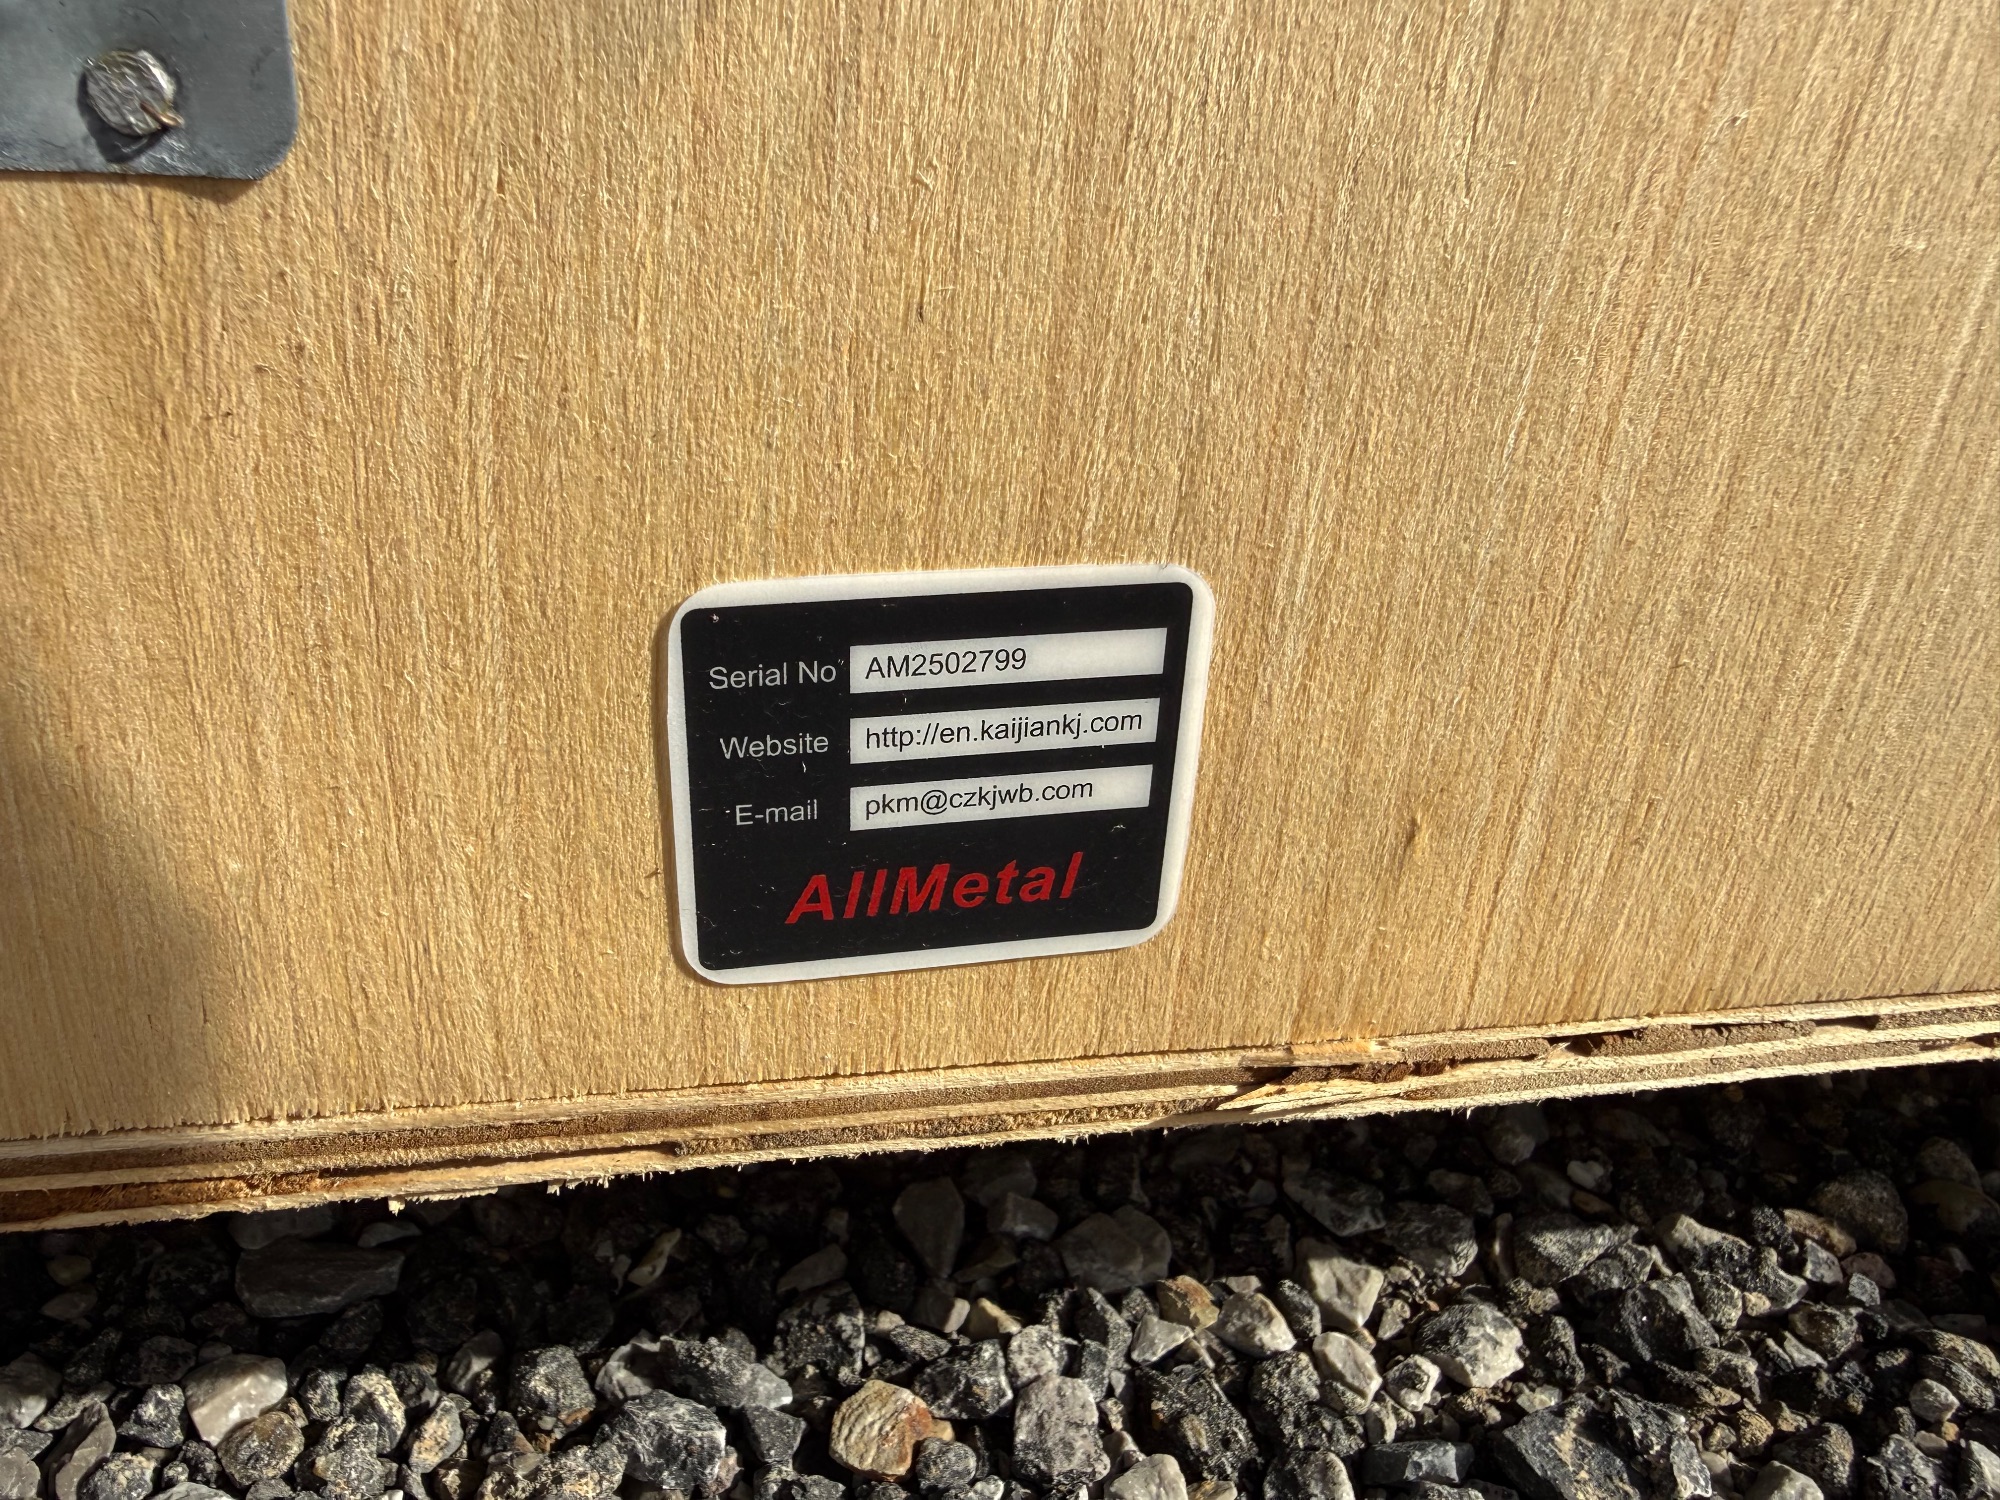 Serial No AM2502799
Website http://en.kaijiankj.com
E-mail pkm@czkjwb.com
AllMetal